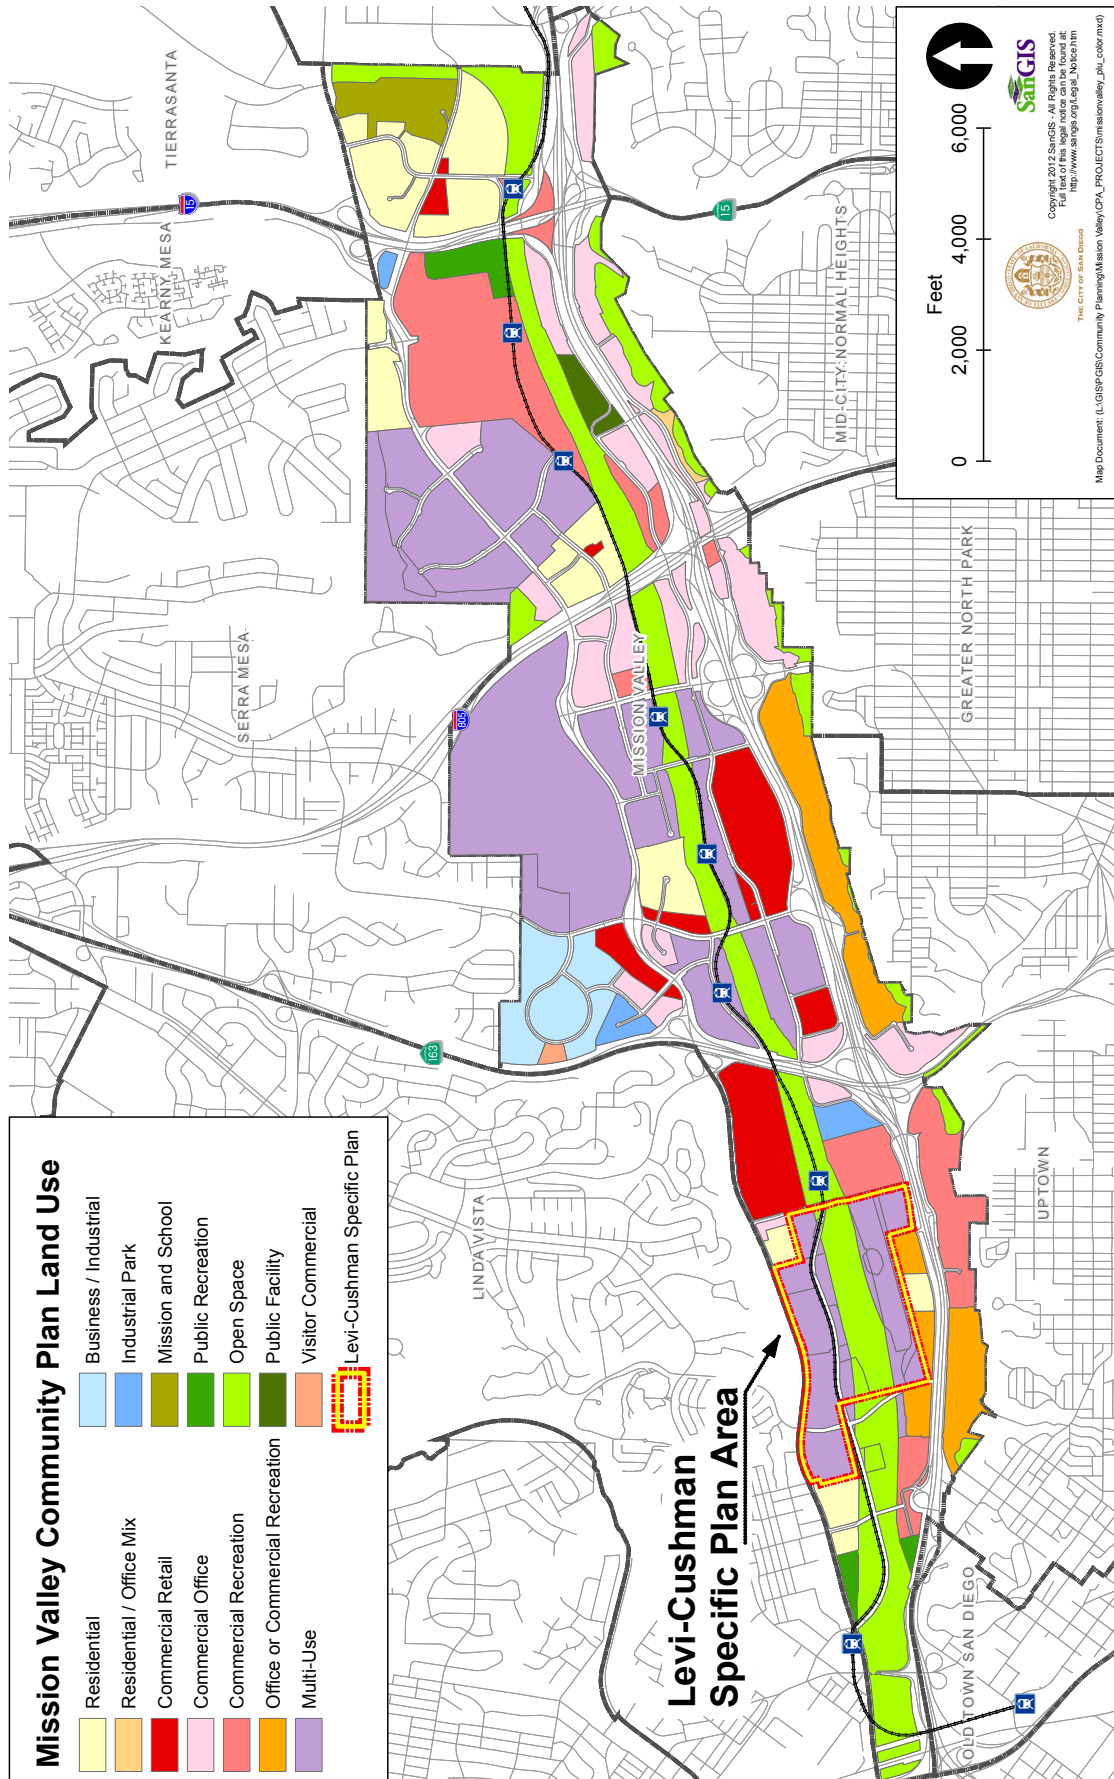 Mission Valley Community Plan Land Use
Residential
Residential / Office Mix
Commercial Retail
Commercial Office
Commercial Recreation
Office or Commercial Recreation
Multi-Use
Business / Industrial
Industrial Park
Mission and School
Public Recreation
Open Space
Public Facility
Visitor Commercial
Levi-Cushman Specific Plan
TIERRASANTA
KEARNY MESA
SERRA MESA
LINDA VISTA
MISSION VALLEY
MID-CITY:NORMAL HEIGHTS
GREATER NORTH PARK
UPTOWN
OLD TOWN SAN DIEGO
163
805
15
15
Levi-Cushman
Specific Plan Area
Feet
0 2,000 4,000 6,000
THE CITY OF SAN DIEGO
SanGIS
Copyright 2012 SanGIS - All Rights Reserved.
Full text of this legal notice can be found at:
http://www.sangis.org/Legal_Notice.htm
Map Document: (L:\GIS\PGIS\Community Planning\Mission Valley\CPA_PROJECTS\missionvalley_plu_color.mxd)